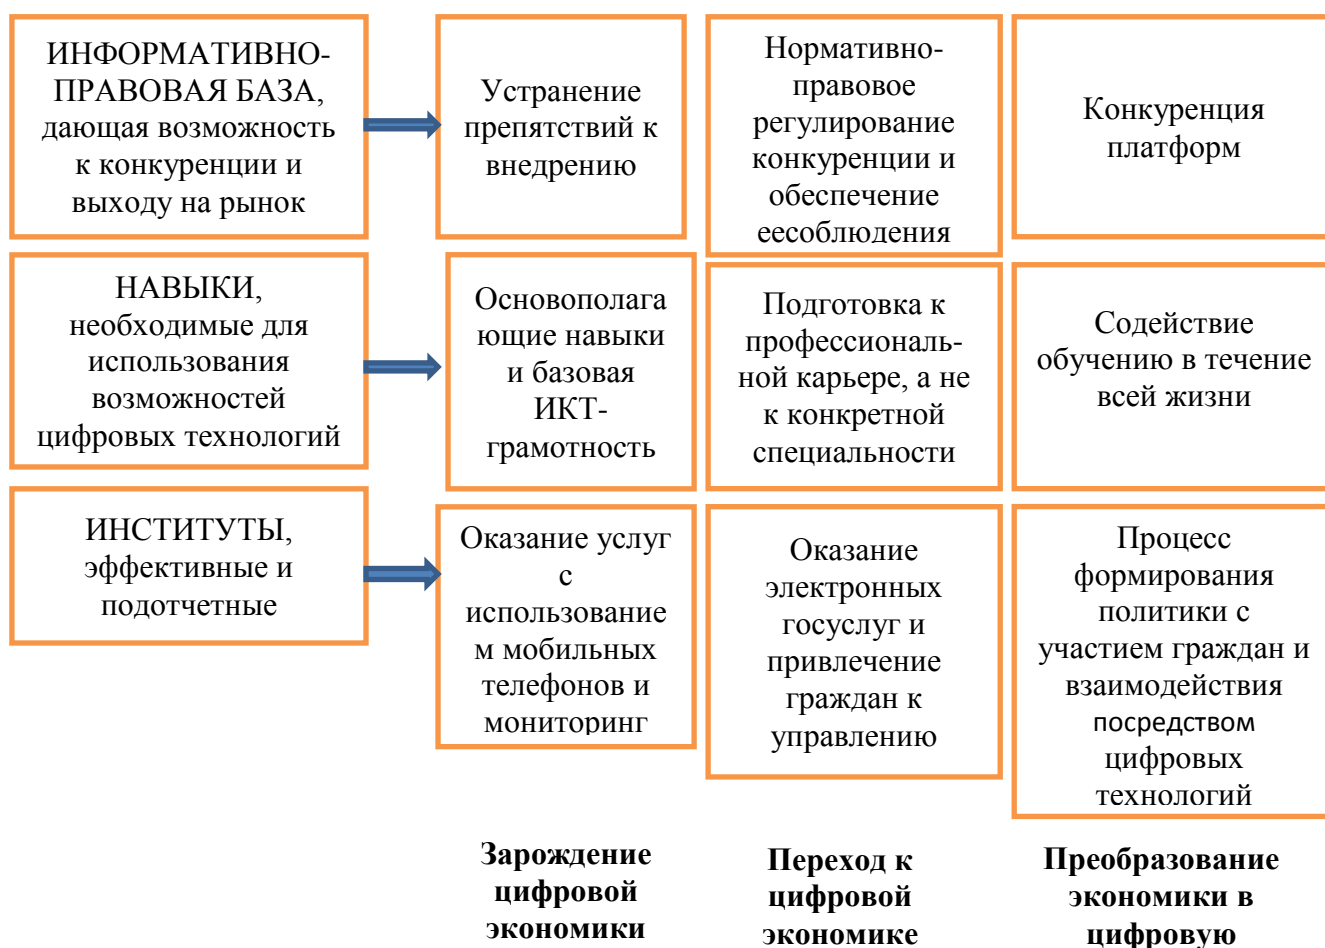 ИНФОРМАТИВНО-
ПРАВОВАЯ БАЗА,
дающая возможность
к конкуренции и
выходу на рынок
Устранение
препятствий к
внедрению
Нормативно-
правовое
регулирование
конкуренции и
обеспечение
еесоблюдения
Конкуренция
платформ
НАВЫКИ,
необходимые для
использования
возможностей
цифровых технологий
Основополага
ющие навыки
и базовая
ИКТ-
грамотность
Подготовка к
профессиональ-
ной карьере, а не
к конкретной
специальности
Содействие
обучению в течение
всей жизни
ИНСТИТУТЫ,
эффективные и
подотчетные
Оказание услуг
с
использование
м мобильных
телефонов и
мониторинг
Оказание
электронных
госуслуг и
привлечение
граждан к
управлению
Процесс
формирования
политики с
участием граждан и
взаимодействия
посредством
цифровых
технологий
Зарождение
цифровой
экономики
Переход к
цифровой
экономике
Преобразование
экономики в
цифровую